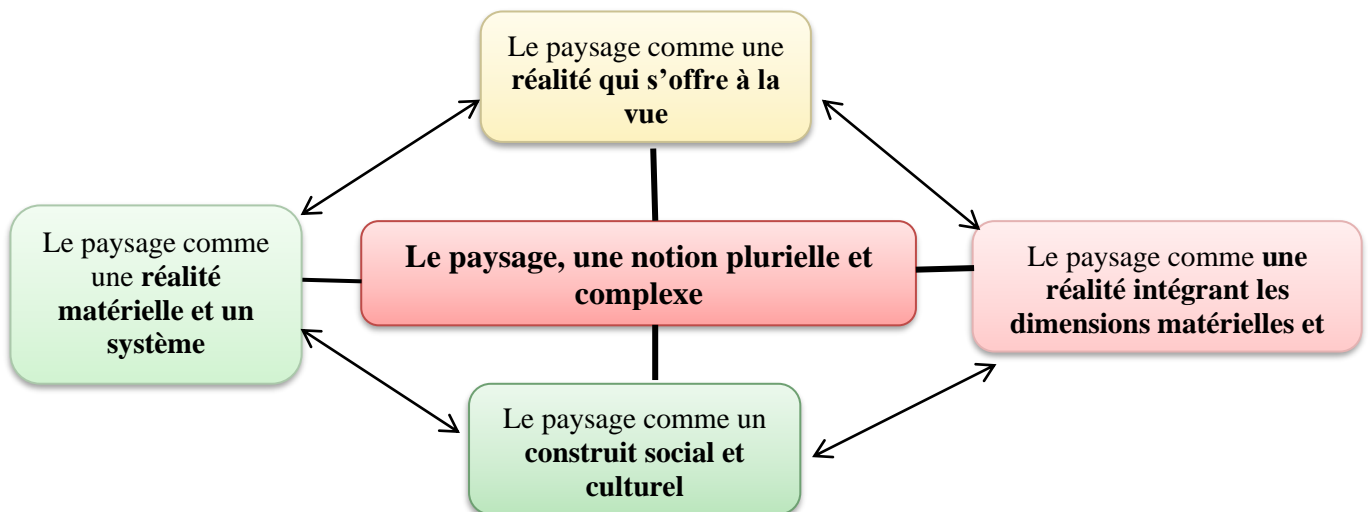 Le paysage comme une
réalité qui s’offre à la
vue
Le paysage comme
une réalité
matérielle et un
système
Le paysage, une notion plurielle et
complexe
Le paysage comme une
réalité intégrant les
dimensions matérielles et
Le paysage comme un
construit social et
culturel